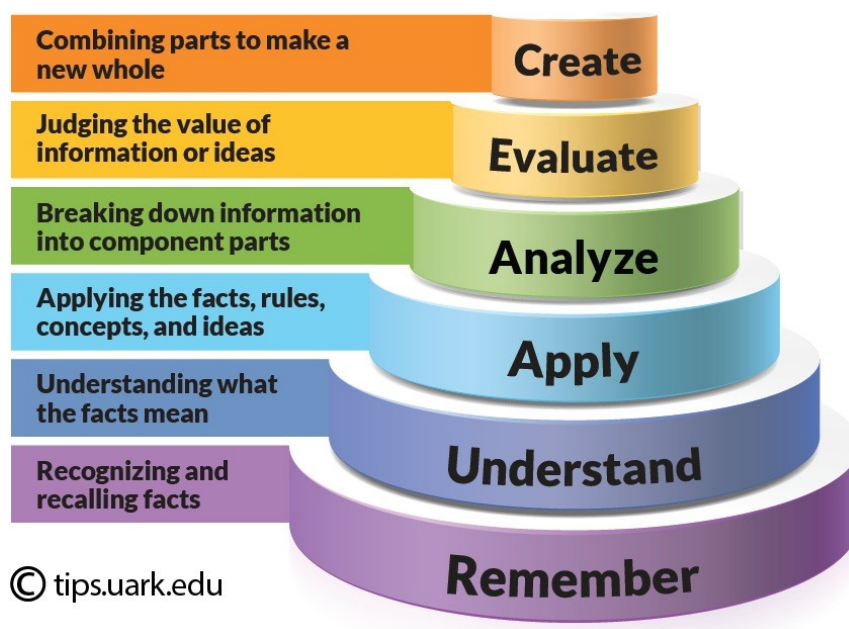 Combining parts to make a
new whole
Create
Judging the value of
information or ideas
Evaluate
Breaking down information
into component parts
Analyze
Applying the facts, rules,
concepts, and ideas
Apply
Understanding what
the facts mean
Understand
Recognizing and
recalling facts
Remember
© tips.uark.edu